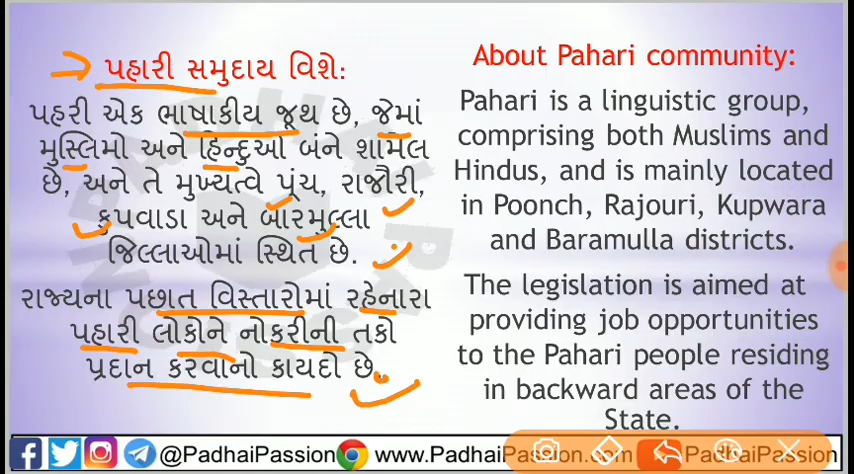 પહારી સમુદાય વિશે:
પહરી એક ભાષાકીય જૂથ છે, જેમાં
મુસ્લિમો અને હિન્દુઓ બંને શામેલ
છે, અને તે મુખ્યત્વે પૂંચ, રાજૌરી,
કુપવાડા અને બારમુલ્લા
જિલ્લાઓમાં સ્થિત છે.
રાજ્યના પછાત વિસ્તારોમાં રહેનારા
પહારી લોકોને નોકરીની તકો
પ્રદાન કરવાનો કાયદો છે.
About Pahari community:
Pahari is a linguistic group,
comprising both Muslims and
Hindus, and is mainly located
in Poonch, Rajouri, Kupwara
and Baramulla districts.
The legislation is aimed at
providing job opportunities
to the Pahari people residing
in backward areas of the
State.
@PadhaiPassion www.PadhaiPassion.com @PadhaiPassion